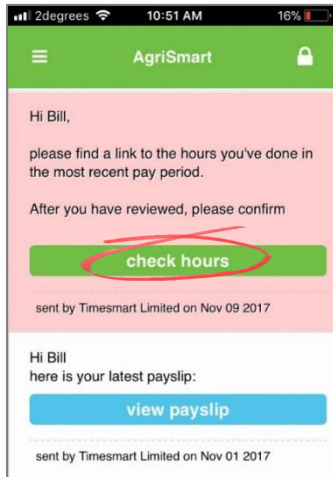 2degrees 10:51 AM 16%
AgriSmart
Hi Bill,
please find a link to the hours you've done in
the most recent pay period.
After you have reviewed, please confirm
check hours
sent by Timesmart Limited on Nov 09 2017
Hi Bill
here is your latest payslip:
view payslip
sent by Timesmart Limited on Nov 01 2017